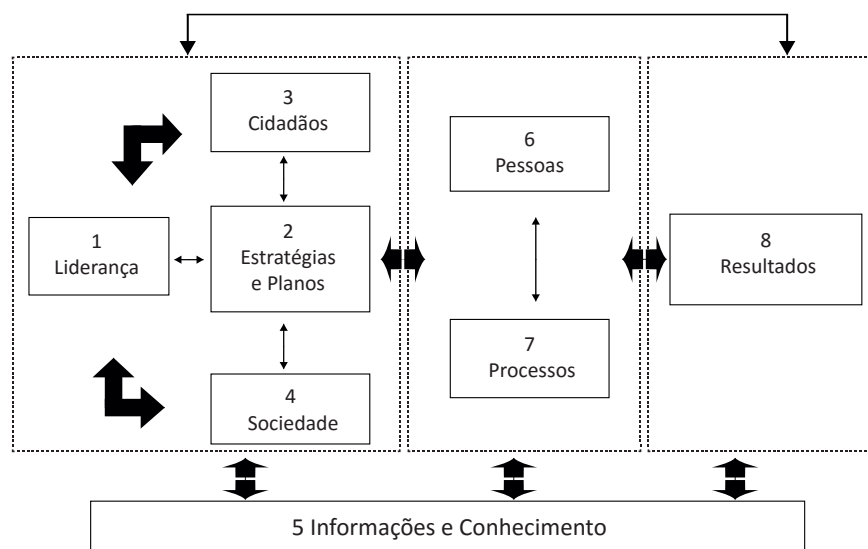 3
Cidadãos
6
Pessoas
1
Liderança
2
Estratégias
e Planos
8
Resultados
7
Processos
4
Sociedade
5 Informações e Conhecimento